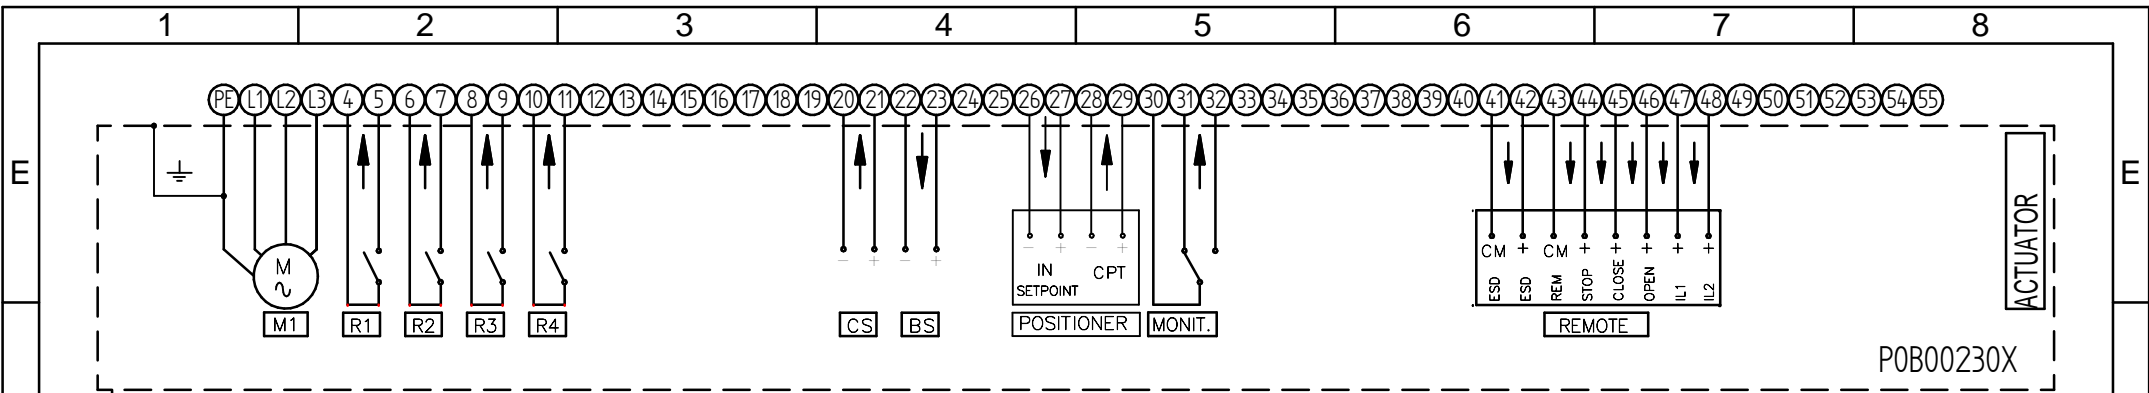 1 2 3 4 5 6 7 8
PE L1 L2 L3 4 5 6 7 8 9 10 11 12 13 14 15 16 17 18 19 20 21 22 23 24 25 26 27 28 29 30 31 32 33 34 35 36 37 38 39 40 41 42 43 44 45 46 47 48 49 50 51 52 53 54 55
E E
ACTUATOR
- + - + - + - +
CM + CM + + + + +
M
IN CPT
SETPOINT
ESD ESD REM STOP CLOSE OPEN IL1 IL2
M1 R1 R2 R3 R4 CS BS POSITIONER MONIT. REMOTE
P0B00230X